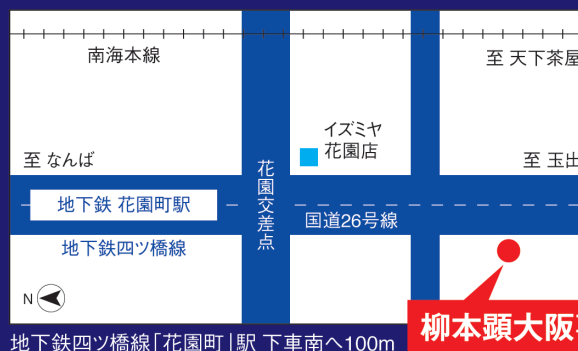 南海本線
至 天下茶屋
イズミヤ
花園店
至 なんば
至 玉出
花園交差点
地下鉄 花園町駅
国道26号線
地下鉄四ツ橋線
N
柳本顕大阪事
地下鉄四ツ橋線「花園町」駅 下車南へ100m